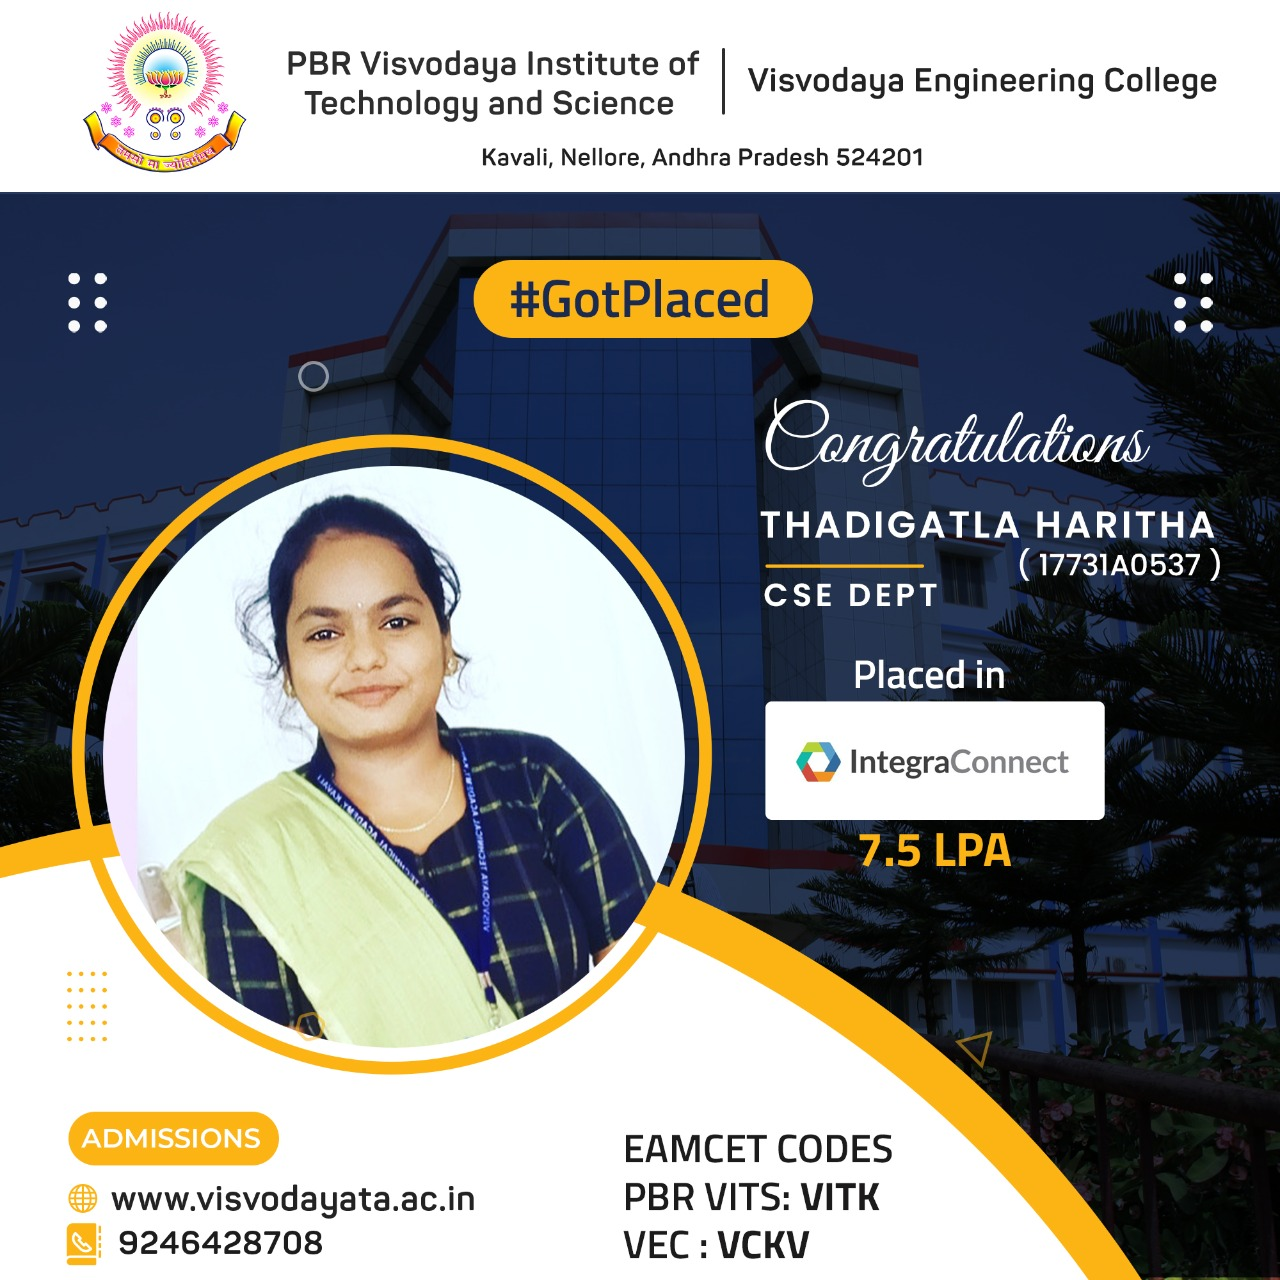 PBR Visvodaya Institute of
Technology and Science
Visvodaya Engineering College
Kavali, Nellore, Andhra Pradesh 524201
तमसो मा ज्योतिर्गमय
#GotPlaced
Congratulations
THADIGATLA HARITHA
( 17731A0537 )
CSE DEPT
Placed in
IntegraConnect
7.5 LPA
ADMISSIONS
www.visvodayata.ac.in
9246428708
EAMCET CODES
PBR VITS: VITK
VEC : VCKV